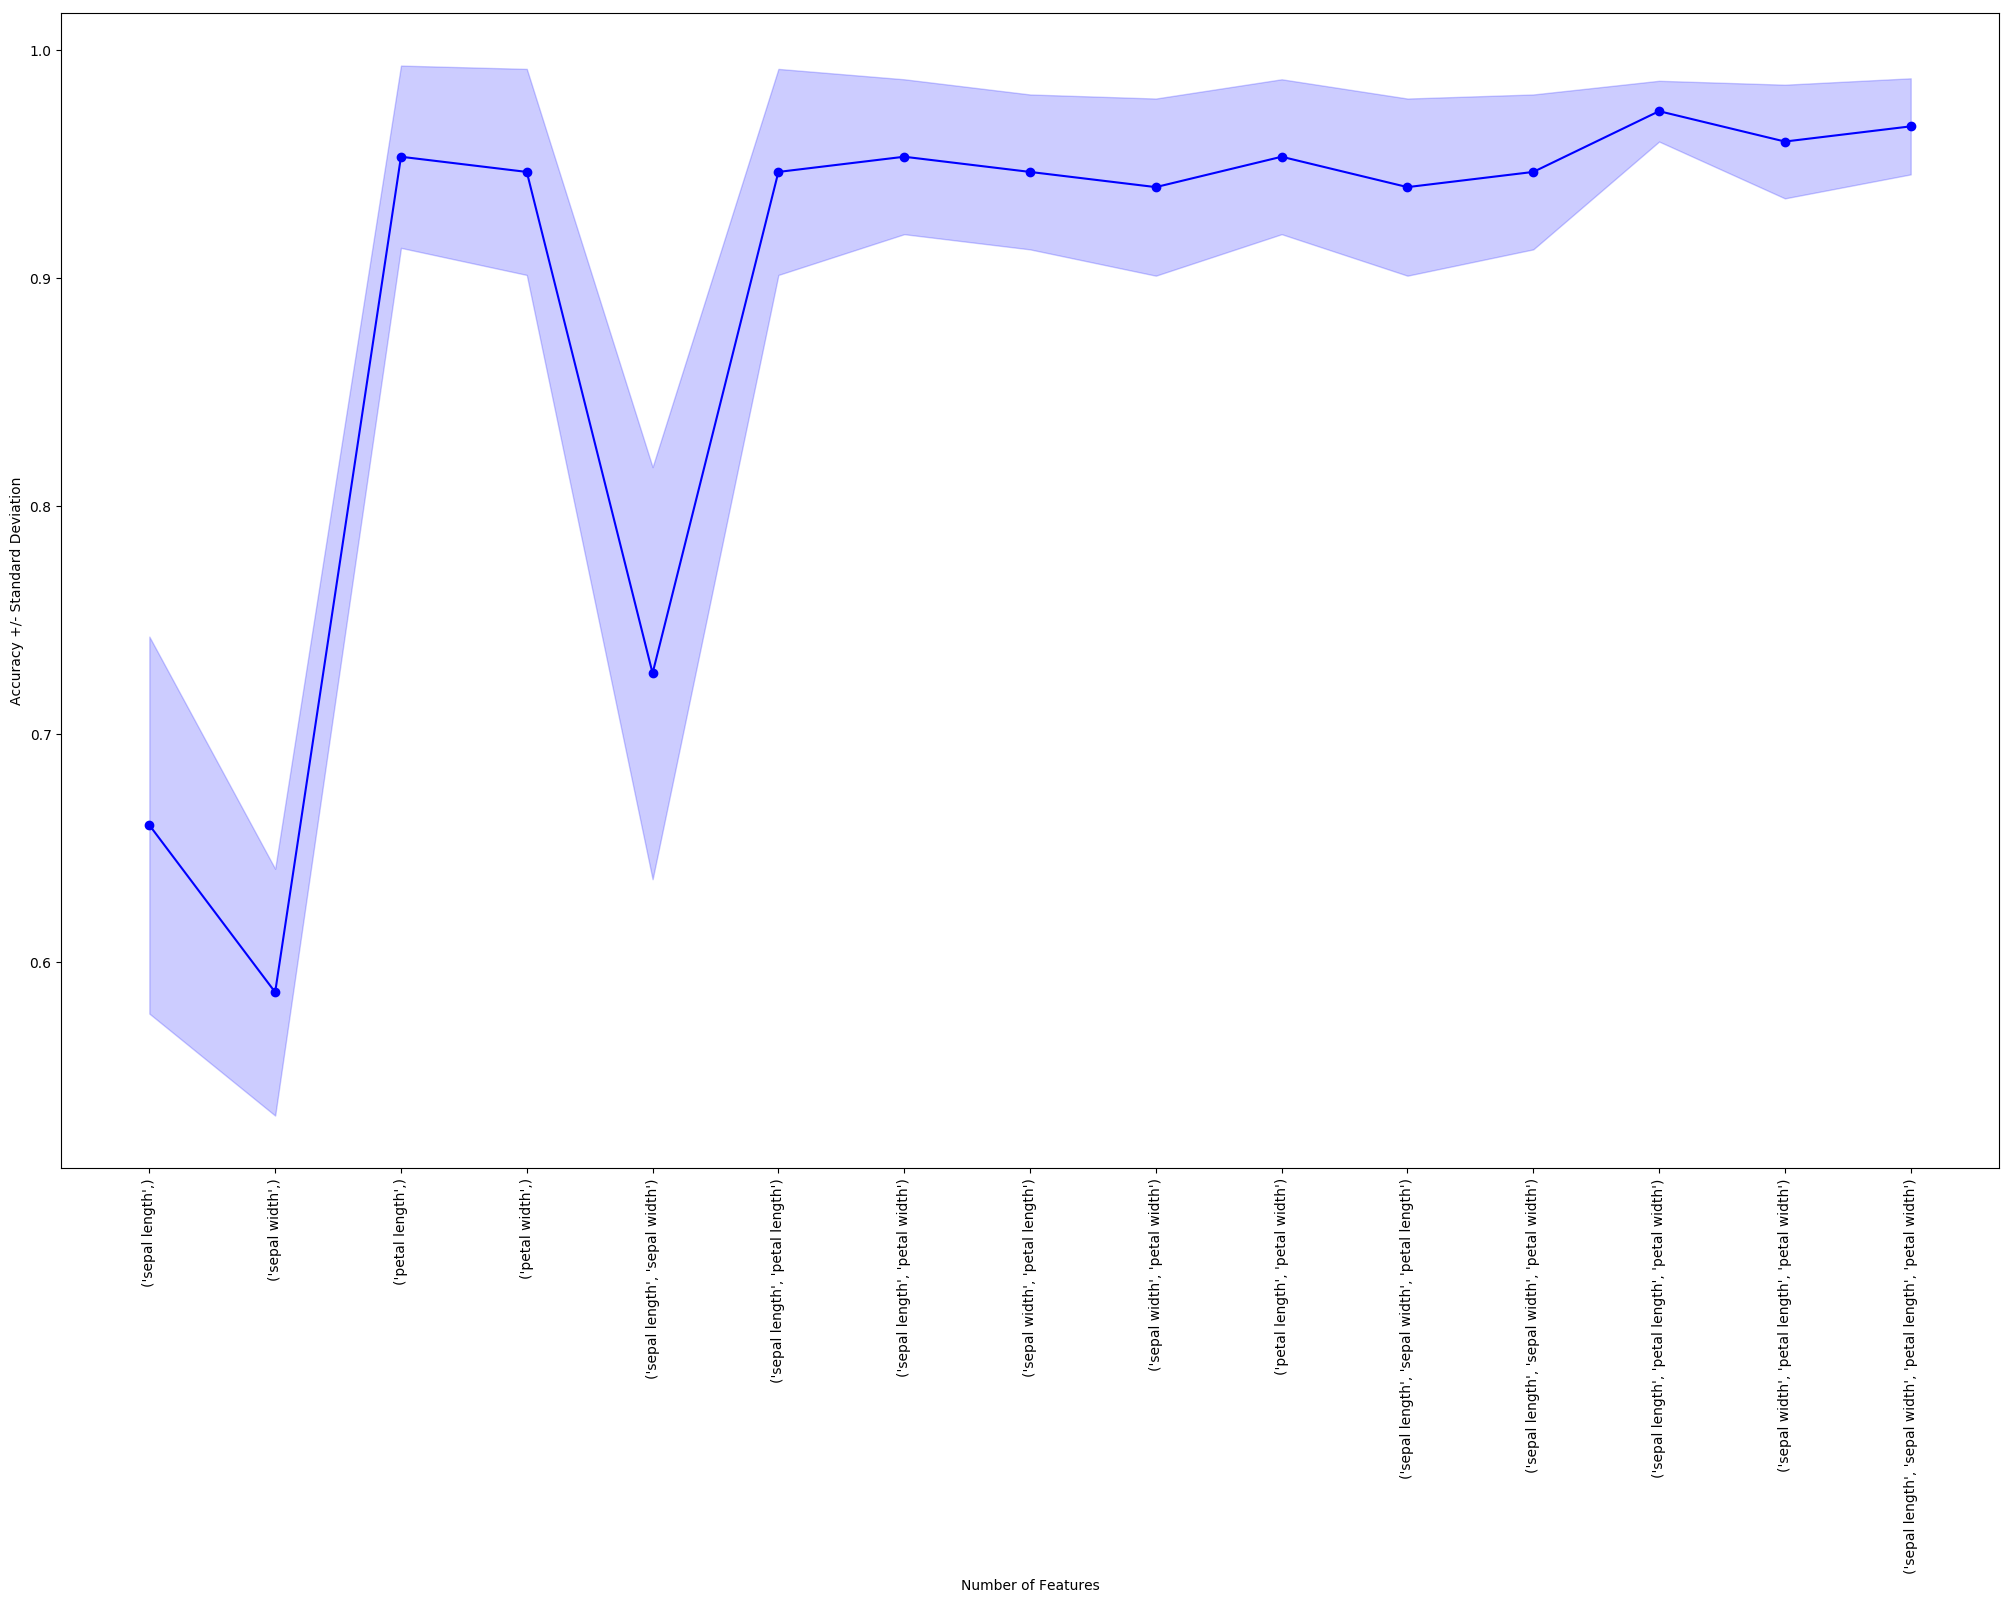 1.0
0.9
0.8
0.7
0.6
Accuracy +/- Standard Deviation
('sepal length',)
('sepal width',)
('petal length',)
('petal width',)
('sepal length', 'sepal width')
('sepal length', 'petal length')
('sepal length', 'petal width')
('sepal width', 'petal length')
('sepal width', 'petal width')
('petal length', 'petal width')
('sepal length', 'sepal width', 'petal length')
('sepal length', 'sepal width', 'petal width')
('sepal length', 'petal length', 'petal width')
('sepal width', 'petal length', 'petal width')
('sepal length', 'sepal width', 'petal length', 'petal width')
Number of Features